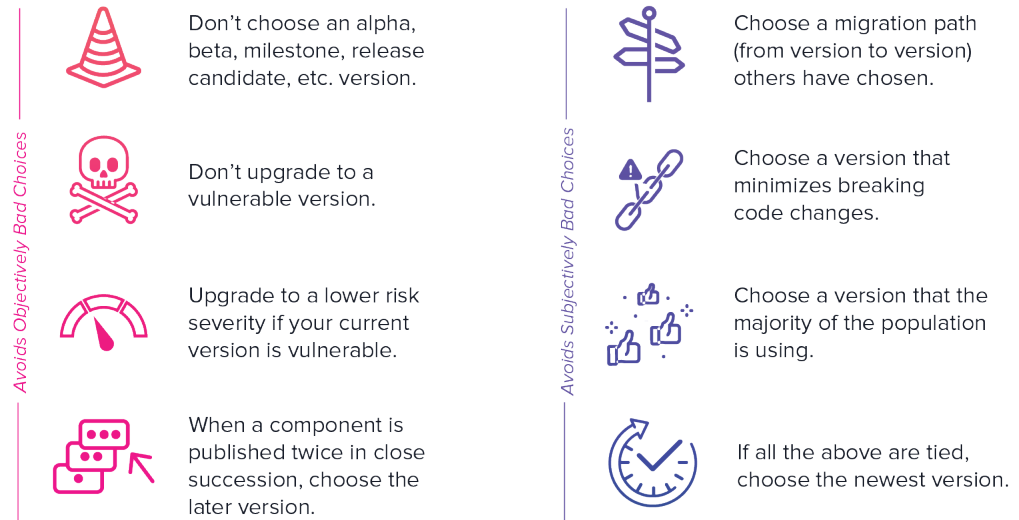 Avoids Objectively Bad Choices
Don’t choose an alpha,
beta, milestone, release
candidate, etc. version.
Don’t upgrade to a
vulnerable version.
Upgrade to a lower risk
severity if your current
version is vulnerable.
When a component is
published twice in close
succession, choose the
later version.
Avoids Subjectively Bad Choices
Choose a migration path
(from version to version)
others have chosen.
Choose a version that
minimizes breaking
code changes.
Choose a version that the
majority of the population
is using.
If all the above are tied,
choose the newest version.